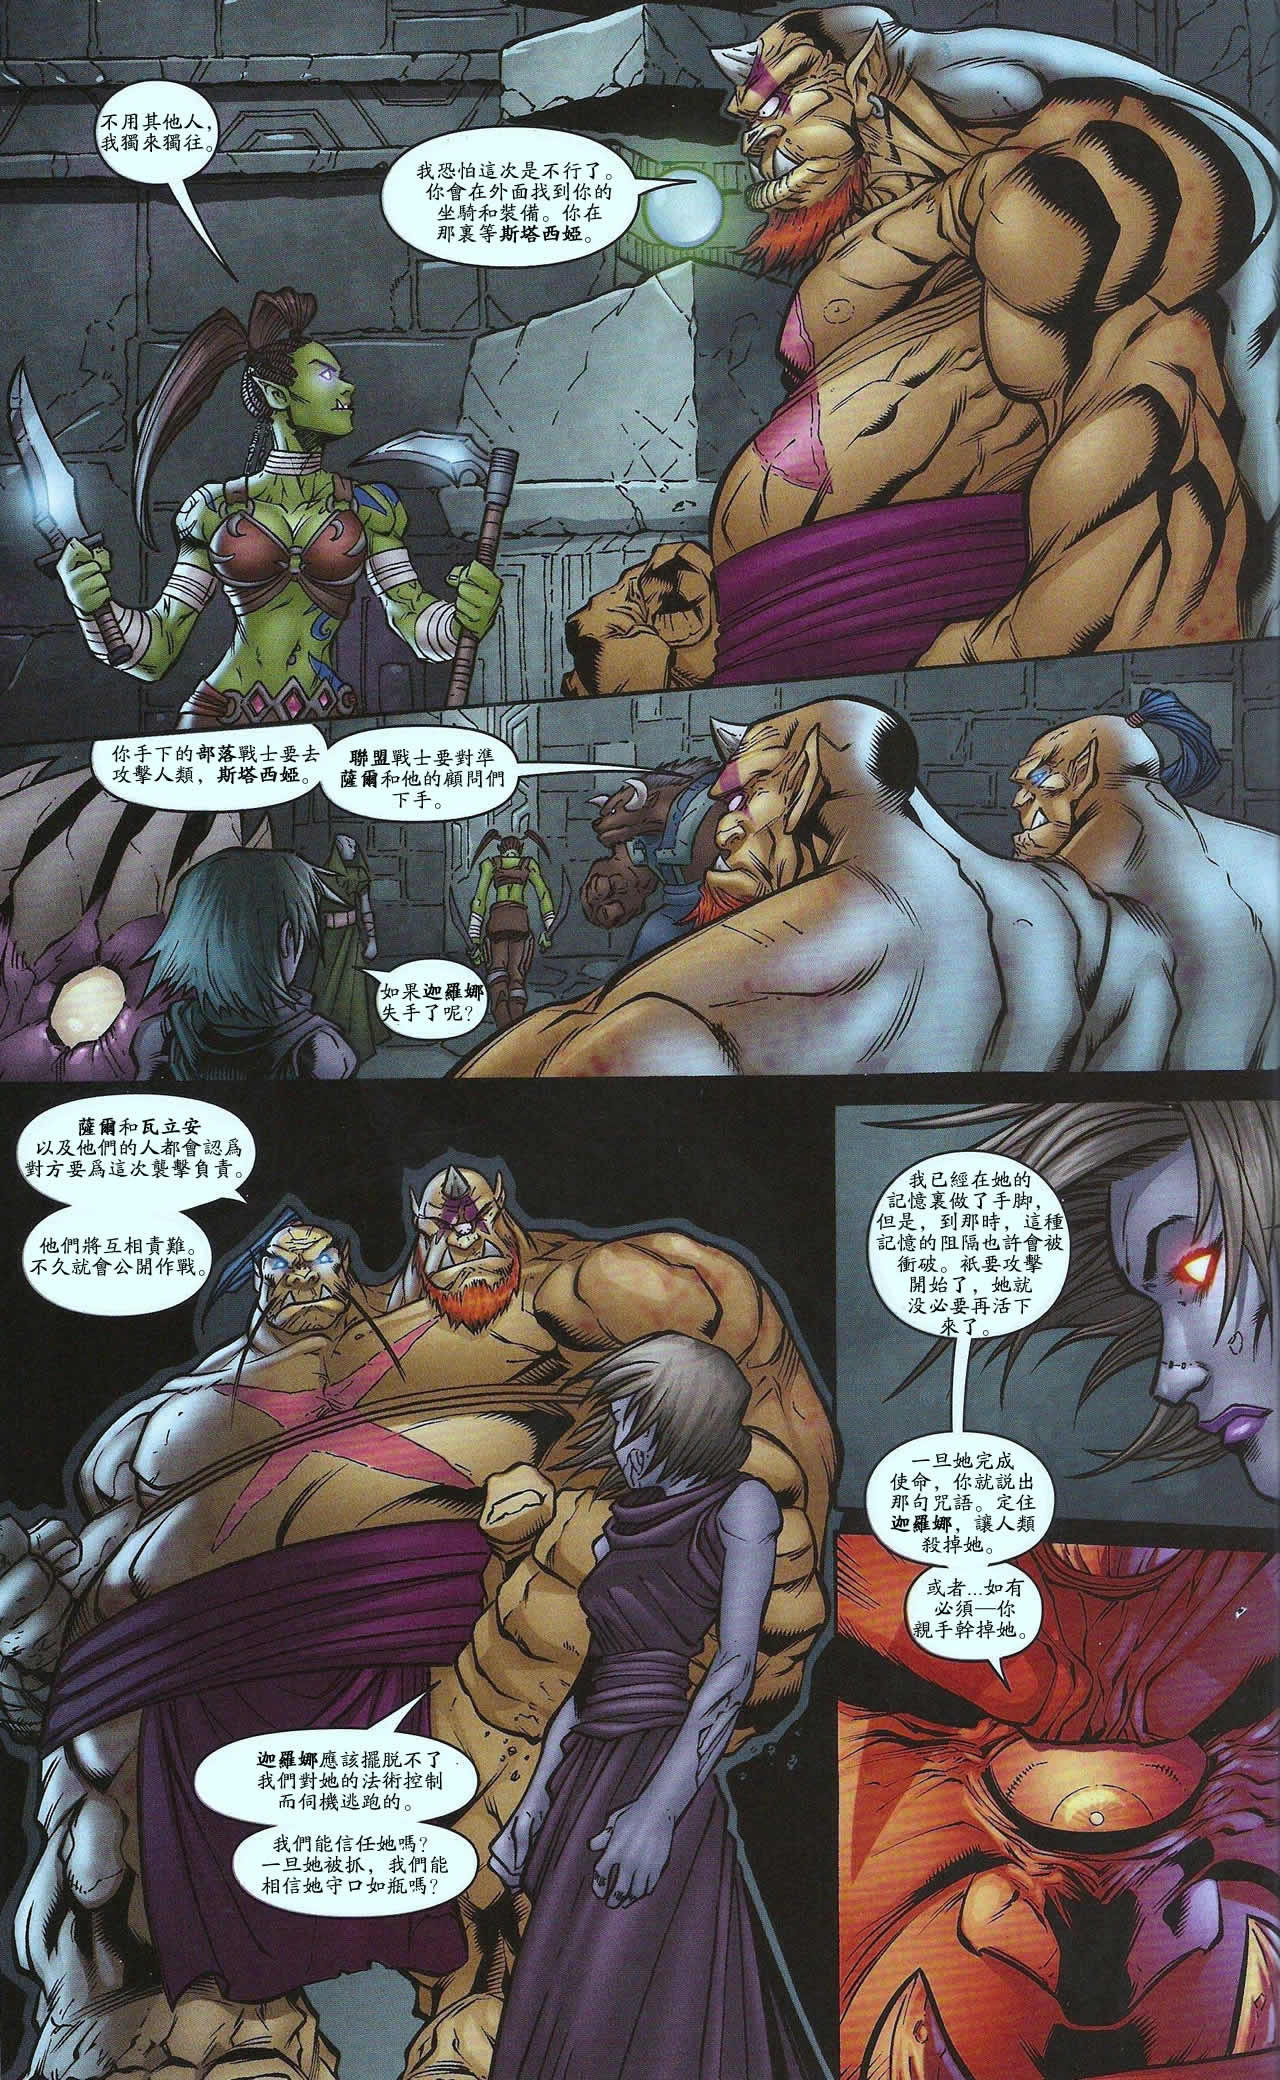 不用其他人，
我獨來獨往。
我恐怕這次是不行了。
你會在外面找到你的
坐騎和裝備。你在
那裏等斯塔西婭。
你手下的部落戰士要去
攻擊人類，斯塔西婭。
聯盟戰士要對準
薩爾和他的顧問們
下手。
如果迦羅娜
失手了呢？
薩爾和瓦立安
以及他們的人都會認爲
對方要爲這次襲擊負責。
他們將互相責難。
不久就會公開作戰。
迦羅娜應該擺脱不了
我們對她的法術控制
而伺機逃跑的。
我們能信任她嗎？
一旦她被抓，我們能
相信她守口如瓶嗎？
我已經在她的
記憶裏做了手脚，
但是，到那時，這種
記憶的阻隔也許會被
衝破。衹要攻擊
開始了，她就
没必要再活下
來了。
一旦她完成
使命，你就説出
那句咒語。定住
迦羅娜，讓人類
殺掉她。
或者...如有
必須—你
親手幹掉她。